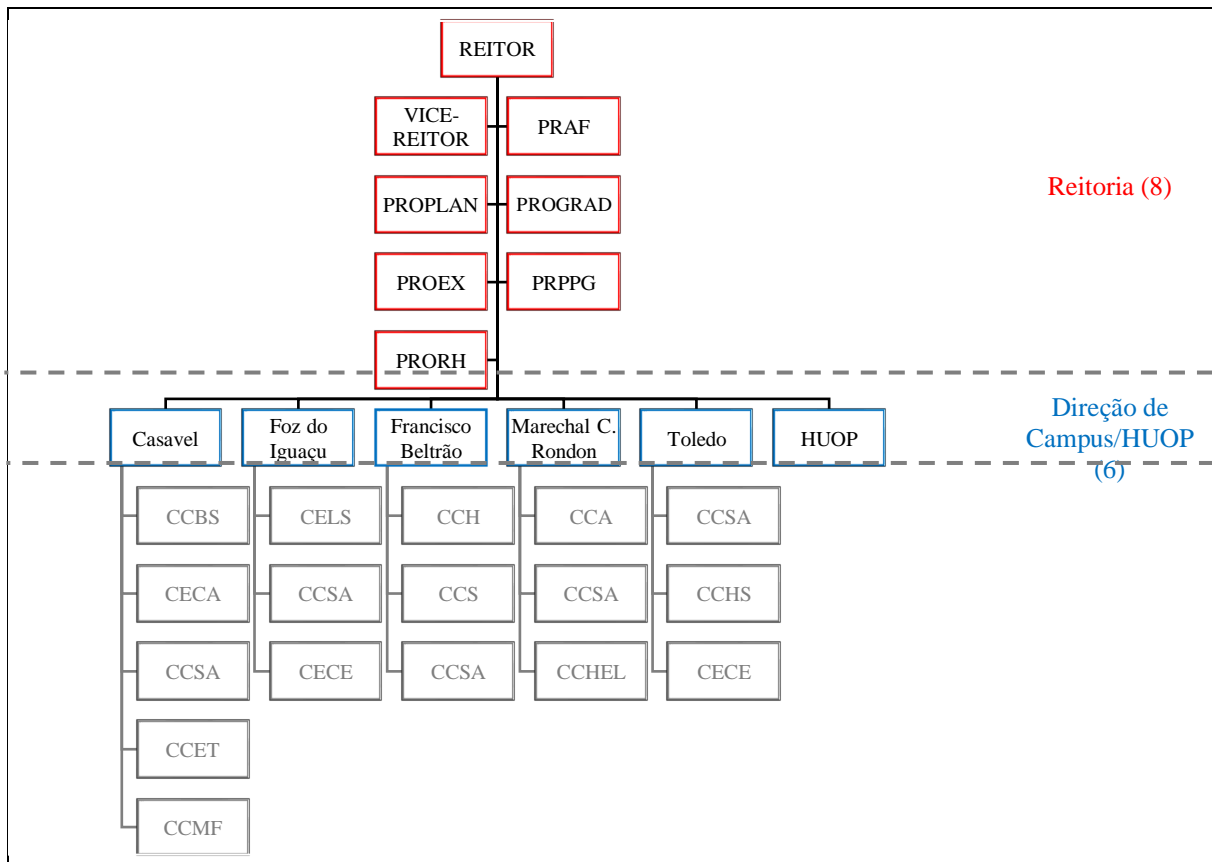 REITOR
VICE-
REITOR
PRAF
PROPLAN
PROGRAD
Reitoria (8)
PROEX
PRPPG
PRORH
Casavel
Foz do
Iguaçu
Francisco
Beltrão
Marechal C.
Rondon
Toledo
HUOP
Direção de
Campus/HUOP
(6)
CCBS
CELS
CCH
CCA
CCSA
CECA
CCSA
CCS
CCSA
CCHS
CCSA
CECE
CCSA
CCHEL
CECE
CCET
CCMF